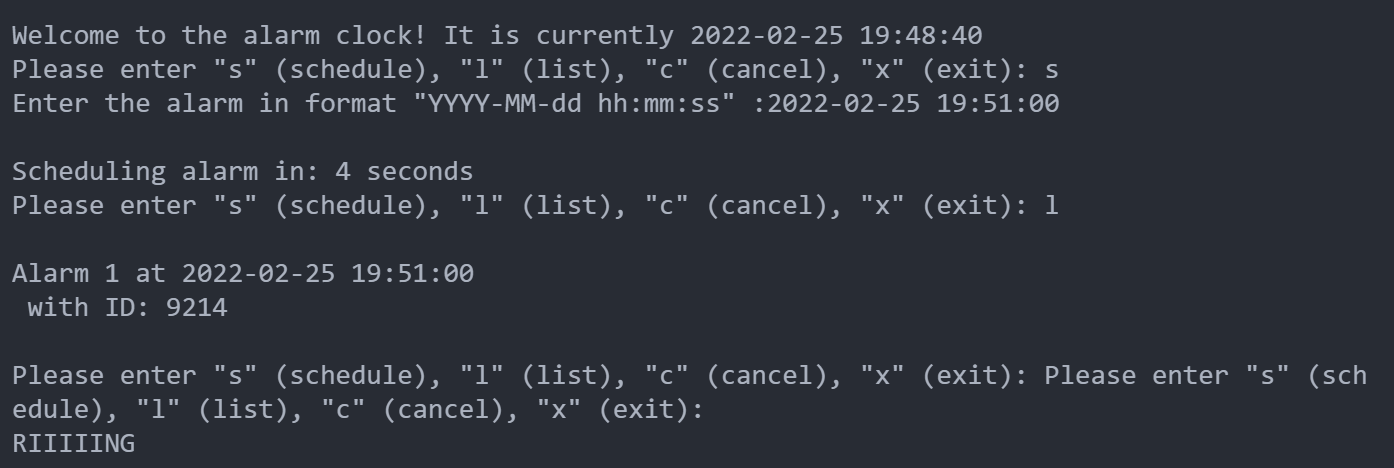 Welcome to the alarm clock! It is currently 2022-02-25 19:48:40
Please enter "s" (schedule), "l" (list), "c" (cancel), "x" (exit): s
Enter the alarm in format "YYYY-MM-dd hh:mm:ss" :2022-02-25 19:51:00
Scheduling alarm in: 4 seconds
Please enter "s" (schedule), "l" (list), "c" (cancel), "x" (exit): l
Alarm 1 at 2022-02-25 19:51:00
 with ID: 9214
Please enter "s" (schedule), "l" (list), "c" (cancel), "x" (exit): Please enter "s" (sch
edule), "l" (list), "c" (cancel), "x" (exit):
RIIIIING